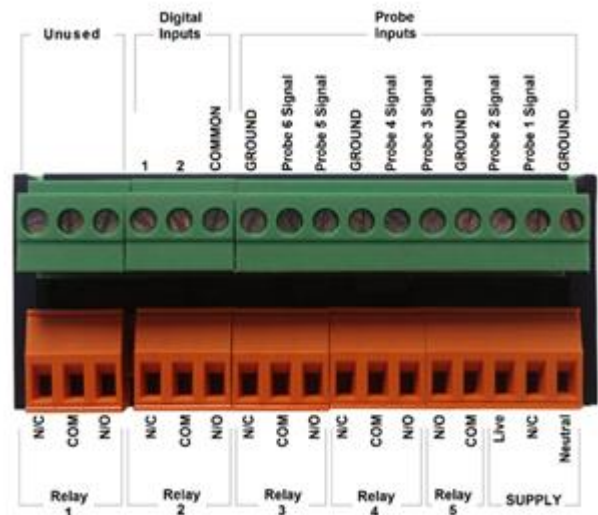 Unused
Digital
Inputs
Probe
Inputs
1
2
COMMON
GROUND
Probe 6 Signal
Probe 5 Signal
GROUND
Probe 4 Signal
Probe 3 Signal
GROUND
Probe 2 Signal
Probe 1 Signal
GROUND
N/C
COM
N/O
N/C
COM
N/O
N/C
COM
N/O
N/C
COM
N/O
N/O
COM
Live
N/C
Neutral
Relay
1
Relay
2
Relay
3
Relay
4
Relay
5
SUPPLY